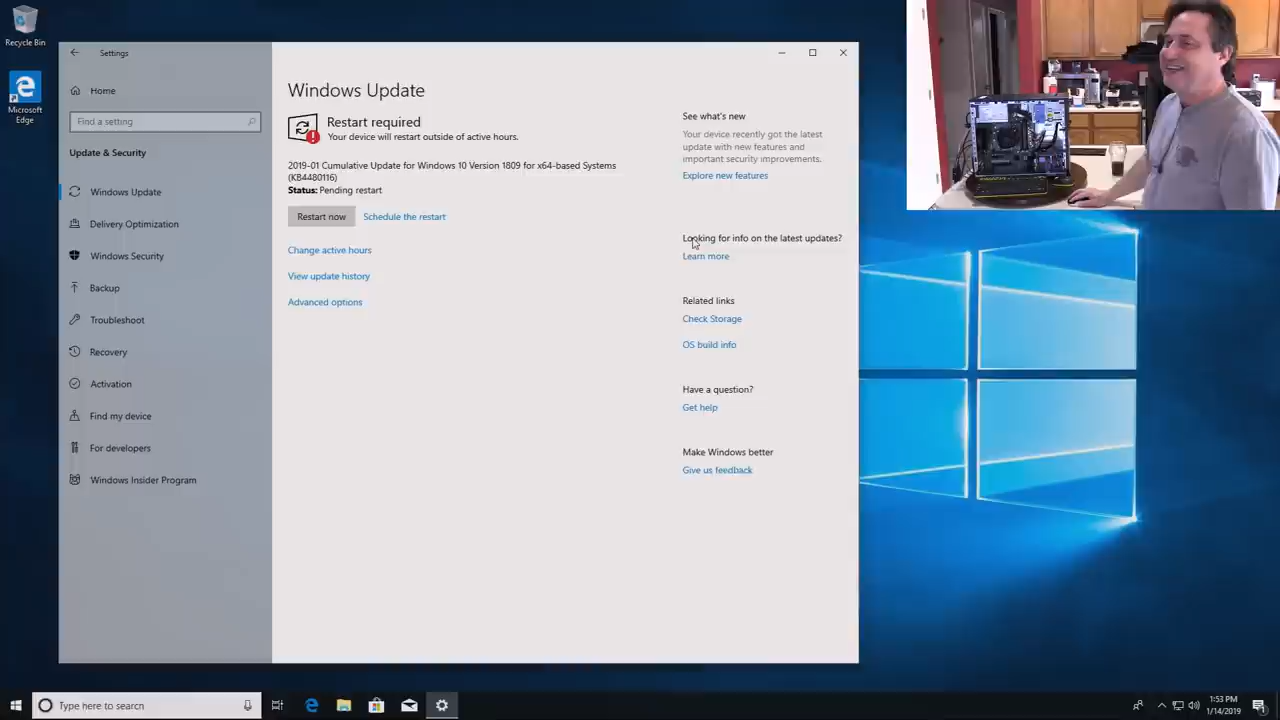 Recycle Bin
Microsoft
Edge
Settings
Home
Find a setting
Update & Security
Windows Update
Delivery Optimization
Windows Security
Backup
Troubleshoot
Recovery
Activation
Find my device
For developers
Windows Insider Program
Windows Update
Restart required
Your device will restart outside of active hours.
2019-01 Cumulative Update for Windows 10 Version 1809 for x64-based Systems
(KB4480116)
Status: Pending restart
Restart now
Schedule the restart
Change active hours
View update history
Advanced options
See what's new
Your device recently got the latest
update with new features and
important security improvements.
Explore new features
Looking for info on the latest updates?
Learn more
Related links
Check Storage
OS build info
Have a question?
Get help
Make Windows better
Give us feedback
Type here to search
1:53 PM
1/14/2019